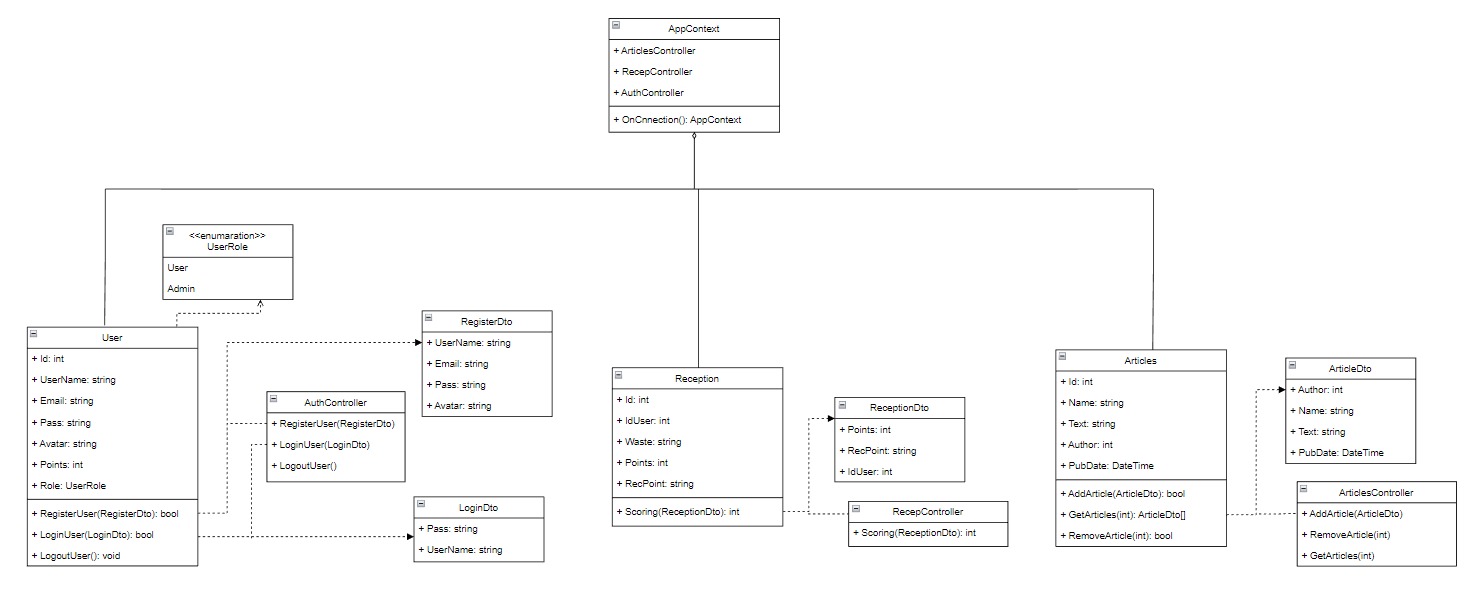 AppContext
+ ArticlesController
+ RecepController
+ AuthController
+ OnCnnection(): AppContext
<<enumaration>>
UserRole
User
Admin
User
+ Id: int
+ UserName: string
+ Email: string
+ Pass: string
+ Avatar: string
+ Points: int
+ Role: UserRole
+ RegisterUser(RegisterDto): bool
+ LoginUser(LoginDto): bool
+ LogoutUser(): void
RegisterDto
+ UserName: string
+ Email: string
+ Pass: string
+ Avatar: string
AuthController
+ RegisterUser(RegisterDto)
+ LoginUser(LoginDto)
+ LogoutUser()
LoginDto
+ Pass: string
+ UserName: string
Reception
+ Id: int
+ IdUser: int
+ Waste: string
+ Points: int
+ RecPoint: string
+ Scoring(ReceptionDto): int
ReceptionDto
+ Points: int
+ RecPoint: string
+ IdUser: int
RecepController
+ Scoring(ReceptionDto): int
Articles
+ Id: int
+ Name: string
+ Text: string
+ Author: int
+ PubDate: DateTime
+ AddArticle(ArticleDto): bool
+ GetArticles(int): ArticleDto[]
+ RemoveArticle(int): bool
ArticleDto
+ Author: int
+ Name: string
+ Text: string
+ PubDate: DateTime
ArticlesController
+ AddArticle(ArticleDto)
+ RemoveArticle(int)
+ GetArticles(int)